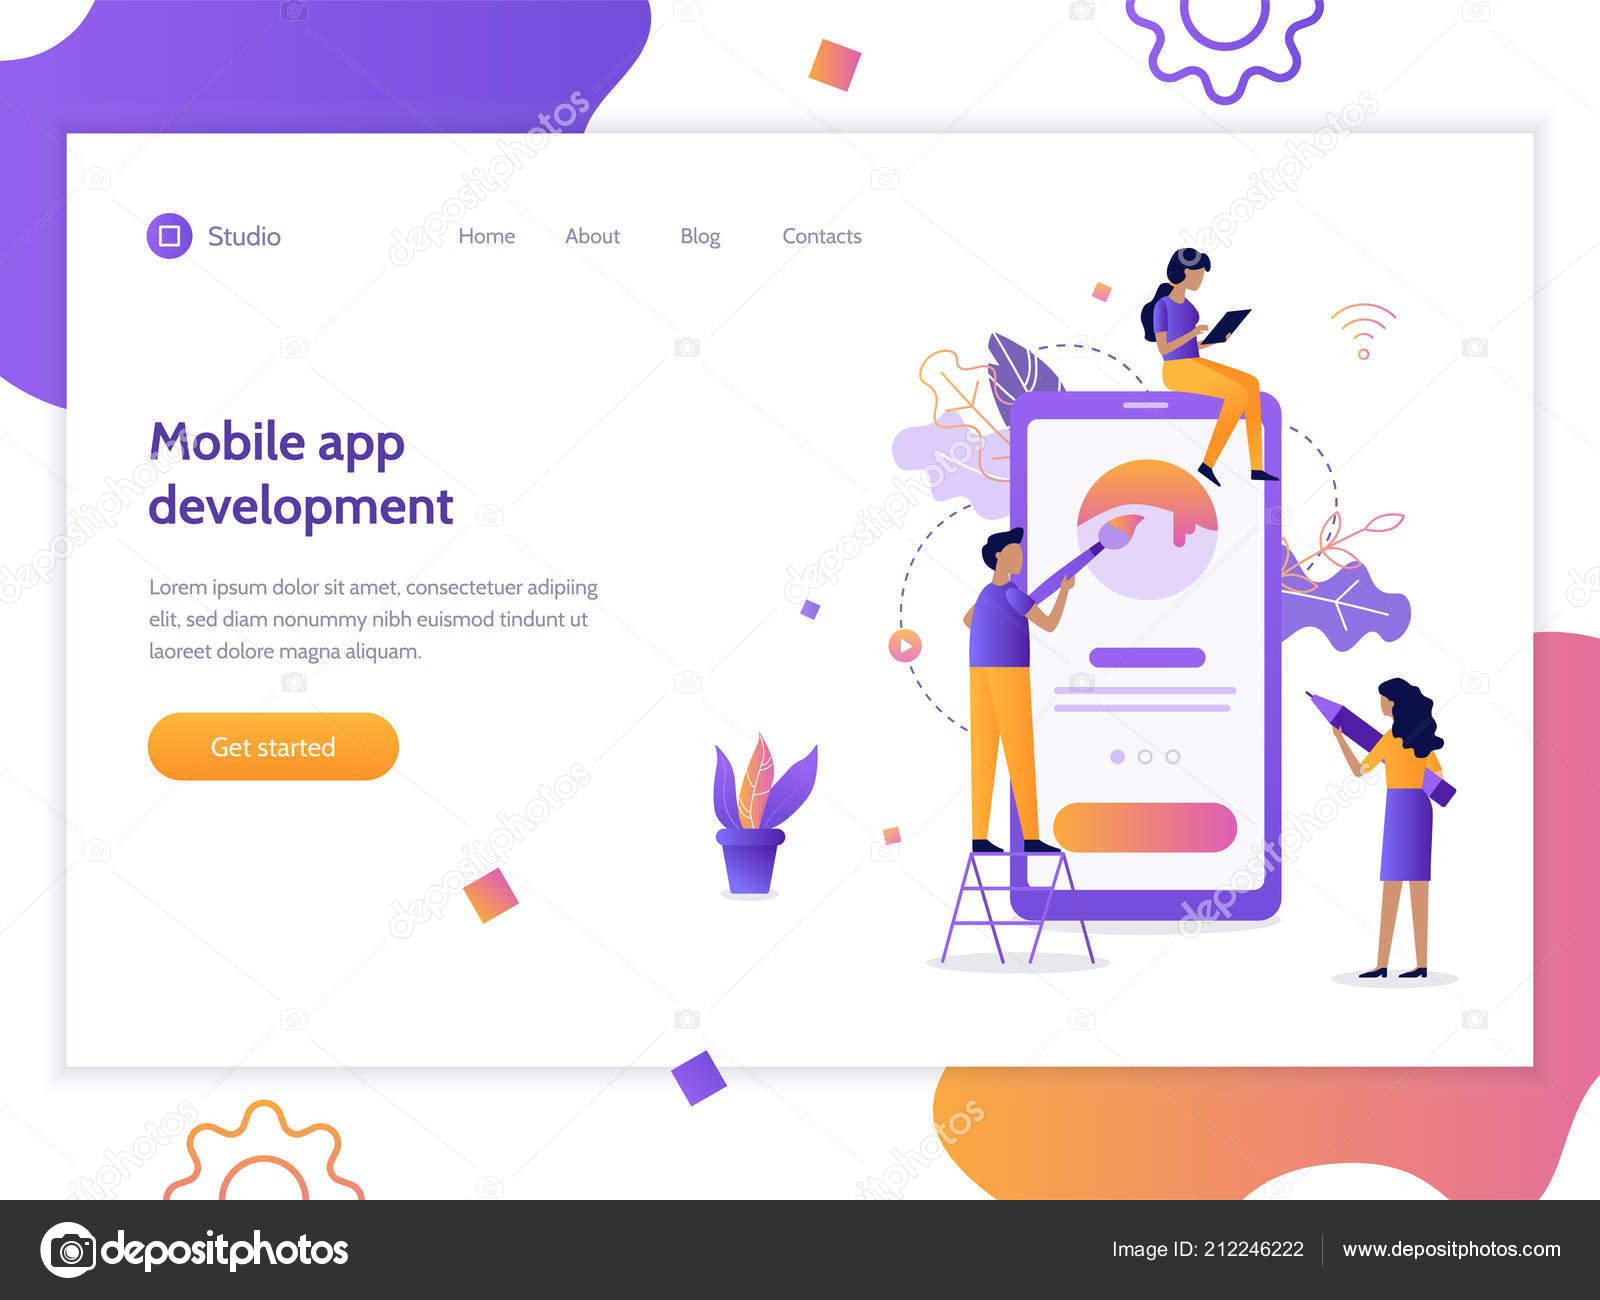 Studio
Home
About
Blog
Contacts
Mobile app
development
Lorem ipsum dolor sit amet, consectetuer adipiing
elit, sed diam nonummy nibh euismod tindunt ut
laoreet dolore magna aliquam.
Get started
depositphotos
Image ID: 212246222
www.depositphotos.com